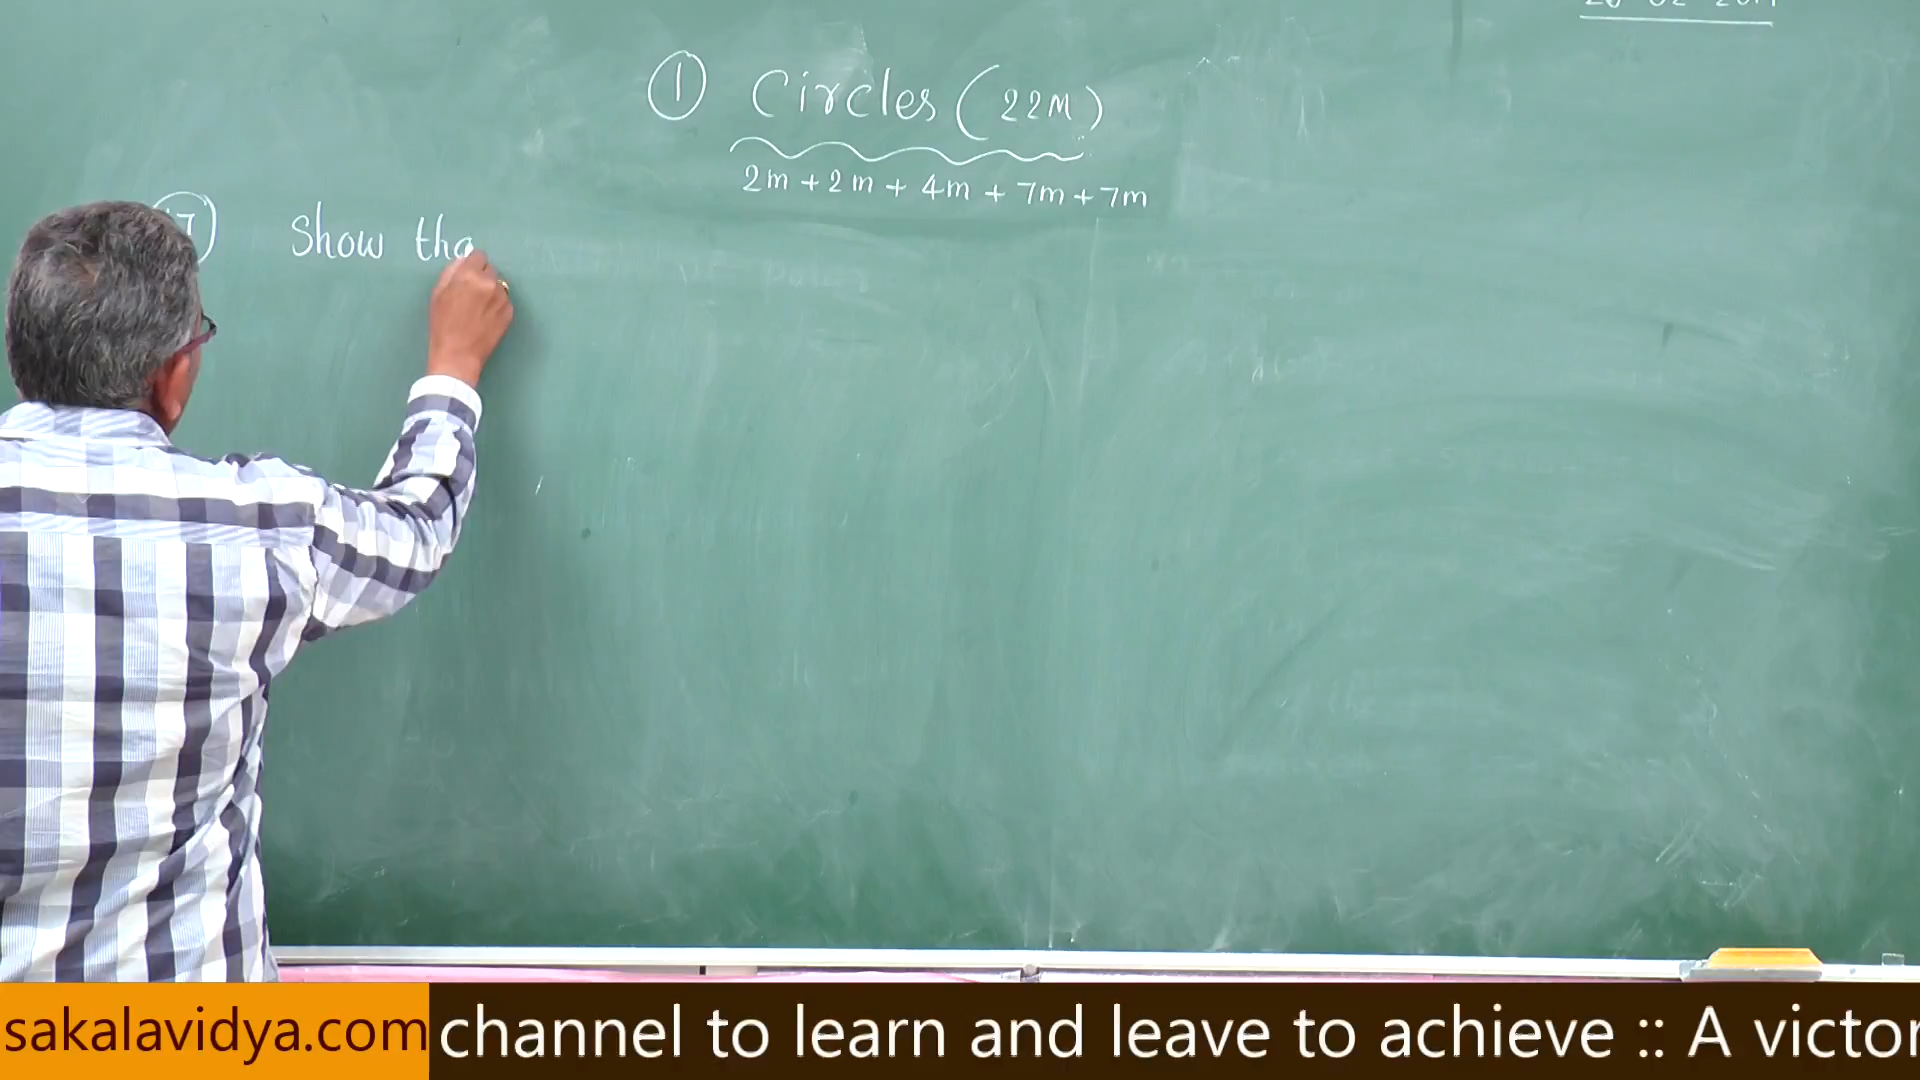 ① Circles (22M)
2m + 2m + 4m + 7m + 7m
Show tha
sakalavidya.com channel to learn and leave to achieve :: A victor